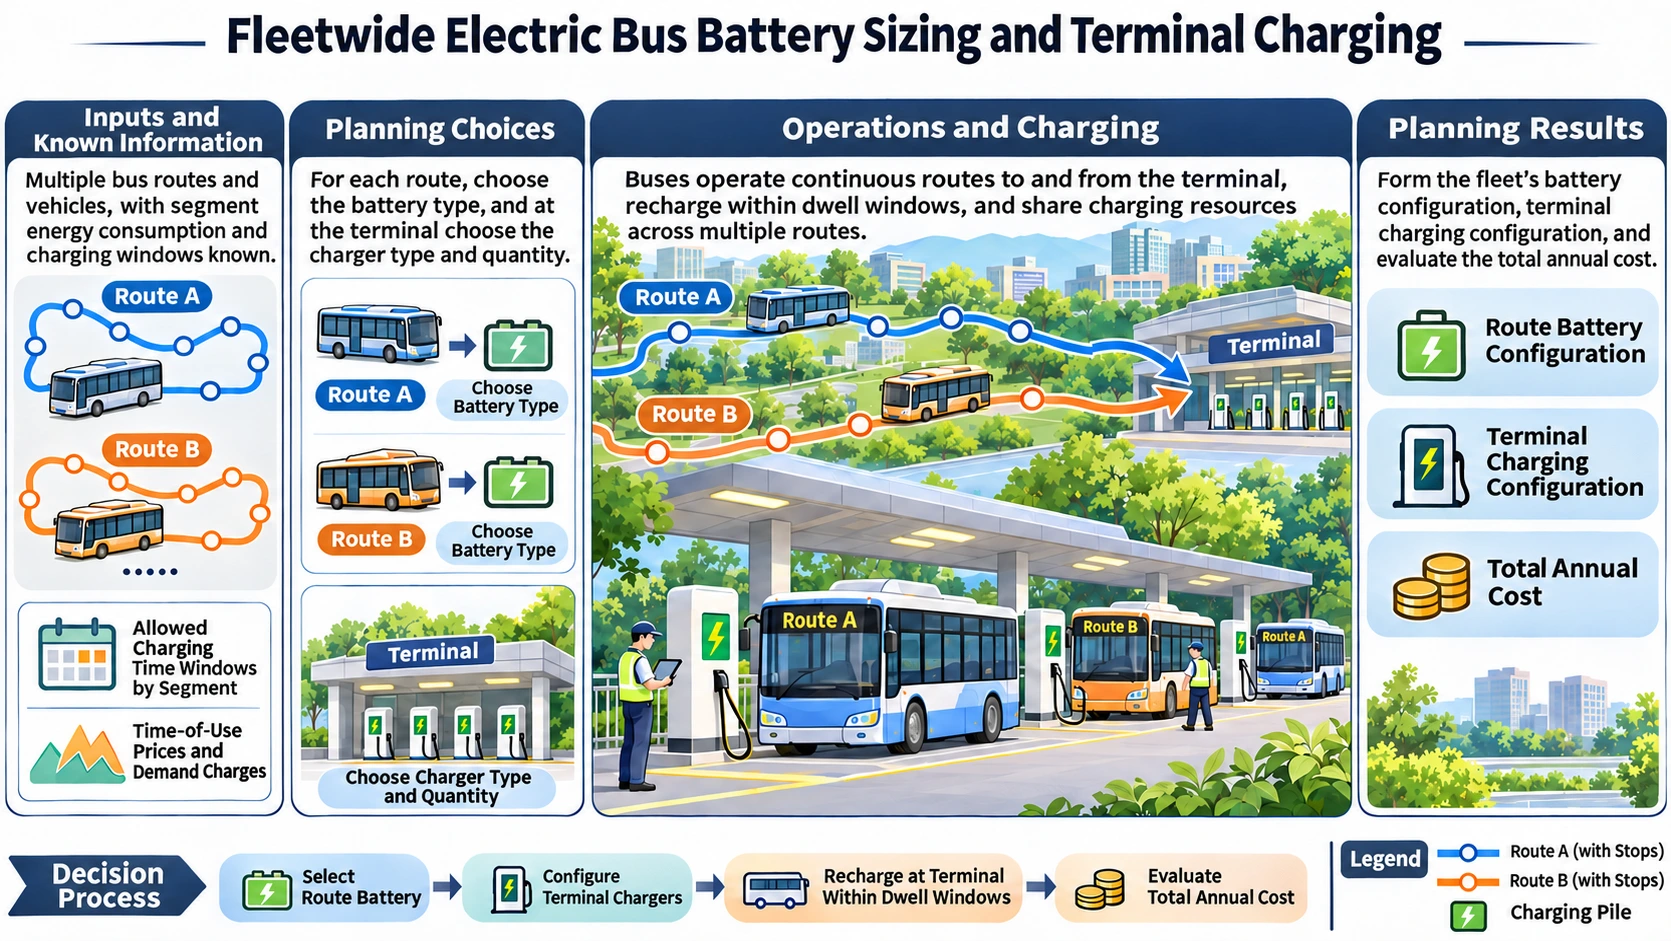 Fleetwide Electric Bus Battery Sizing and Terminal Charging
Inputs and
Known Information
Multiple bus routes and
vehicles, with segment
energy consumption and
charging windows known.
Route A
Route B
Allowed
Charging
Time Windows
by Segment
Time-of-Use
Prices and
Demand Charges
Planning Choices
For each route, choose
the battery type, and at
the terminal choose the
charger type and quantity.
Route A
Choose
Battery Type
Route B
Choose
Battery Type
Terminal
Choose Charger Type
and Quantity
Operations and Charging
Buses operate continuous routes to and from the terminal,
recharge within dwell windows, and share charging resources
across multiple routes.
Route A
Terminal
Route B
Route A
Route B
Route A
Planning Results
Form the fleet's battery
configuration, terminal
charging configuration, and
evaluate the total annual cost.
Route Battery
Configuration
Terminal
Charging
Configuration
Total Annual
Cost
Decision
Process
Select
Route Battery
Configure
Terminal Chargers
Recharge at Terminal
Within Dwell Windows
Evaluate
Total Annual Cost
Legend
Route A (with Stops)
Route B (with Stops)
Charging Pile